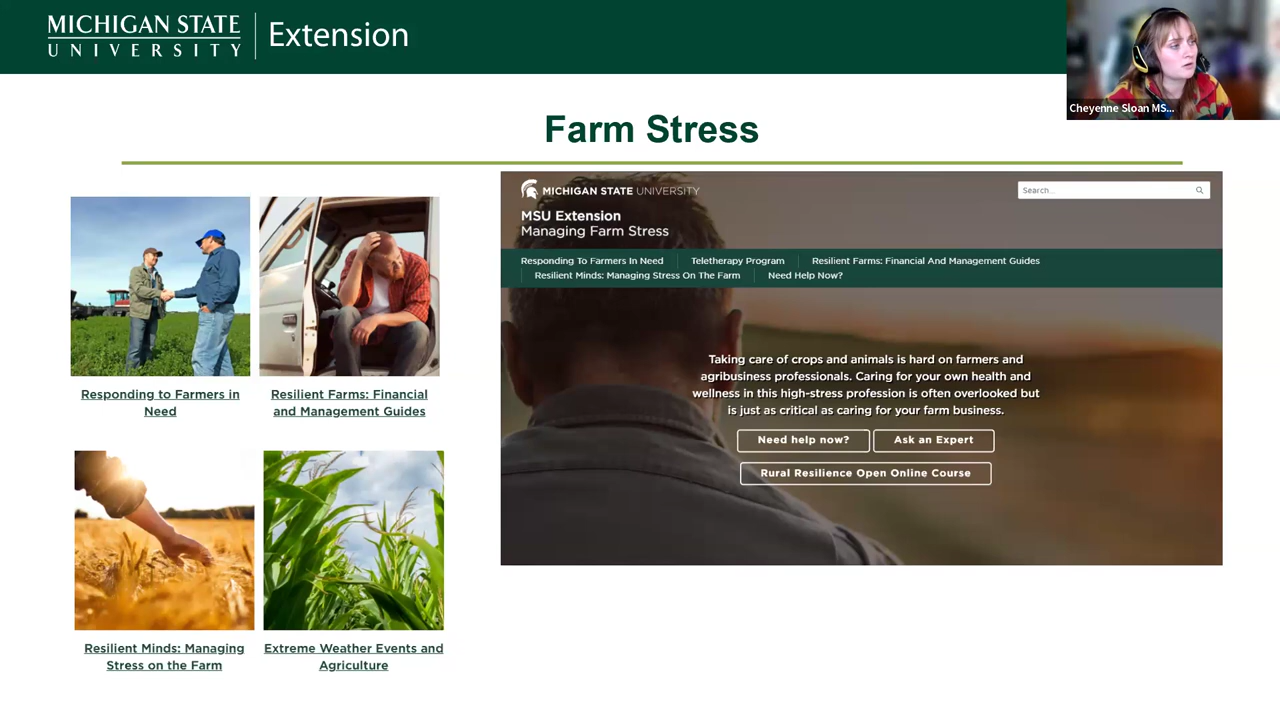 MICHIGAN STATE
UNIVERSITY
Extension
Cheyenne Sloan MS...
Farm Stress
Responding to Farmers in
Need
Resilient Farms: Financial
and Management Guides
Resilient Minds: Managing
Stress on the Farm
Extreme Weather Events and
Agriculture
MICHIGAN STATE UNIVERSITY
Search...
MSU Extension
Managing Farm Stress
Responding To Farmers In Need
Teletherapy Program
Resilient Farms: Financial And Management Guides
Resilient Minds: Managing Stress On The Farm
Need Help Now?
Taking care of crops and animals is hard on farmers and
agribusiness professionals. Caring for your own health and
wellness in this high-stress profession is often overlooked but
is just as critical as caring for your farm business.
Need help now?
Ask an Expert
Rural Resilience Open Online Course